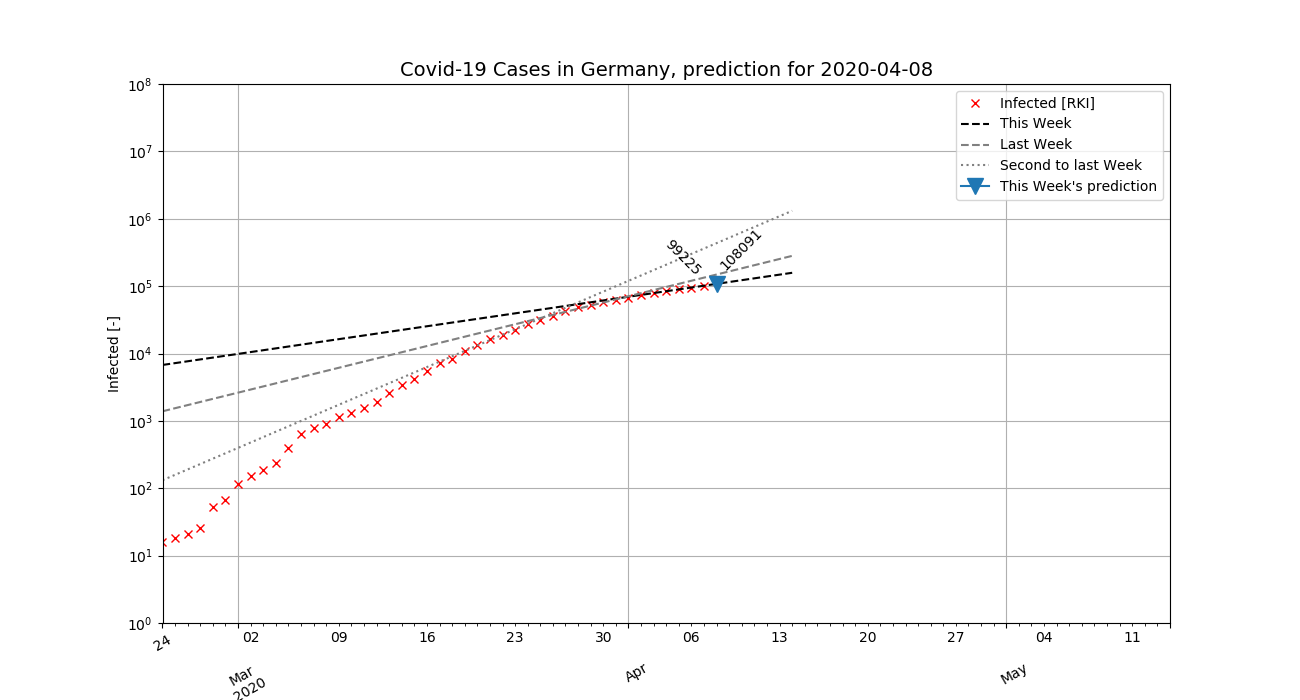 Covid-19 Cases in Germany, prediction for 2020-04-08
Infected [RKI]
This Week
Last Week
Second to last Week
This Week's prediction
10^8
10^7
10^6
10^5
10^4
10^3
10^2
10^1
10^0
Infected [-]
99225
108091
24 02 09 16 23 30 06 13 20 27 04 11
Mar
2020
Apr
May